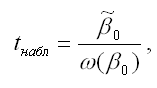 t_набл = β̃_0 / ω(β_0) ,